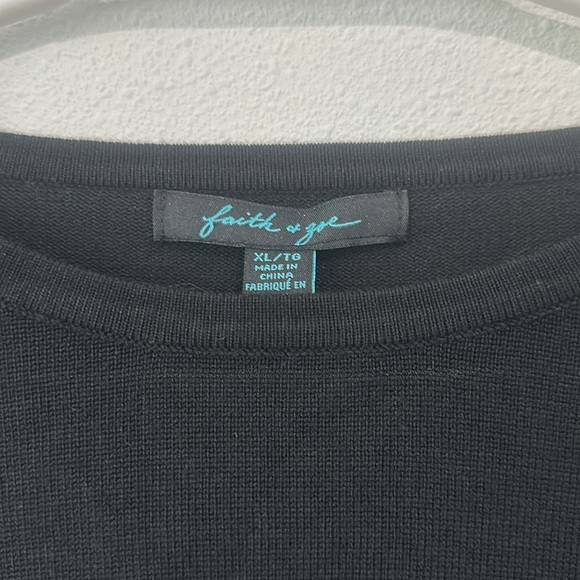 faith & zoe
XL/TG
MADE IN
CHINA
FABRIQUÉ EN